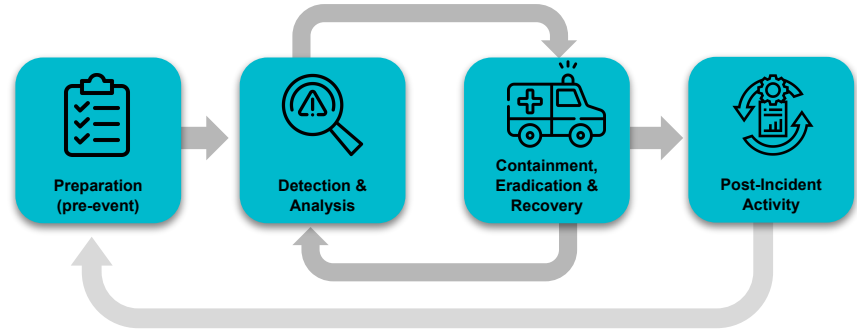 Preparation
(pre-event)
Detection &
Analysis
Containment,
Eradication &
Recovery
Post-Incident
Activity